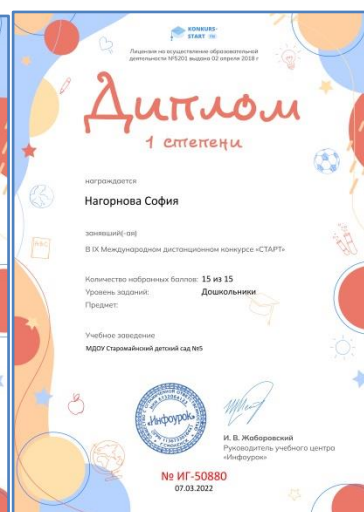 KONKURS-
START
Лицензия на осуществление образовательной
деятельности №5201 выдана 02 апреля 2018 г
Диплом
1 степени
награждается
Нагорнова София
занявший(-ая)
В IX Международном дистанционном конкурсе «СТАРТ»
Количество набранных баллов: 15 из 15
Уровень заданий: Дошкольники
Предмет:
Учебное заведение
МДОУ Старомайнский детский сад №5
«Инфоурок»
И. В. Жаборовский
Руководитель учебного центра
«Инфоурок»
№ ИГ-50880
07.03.2022